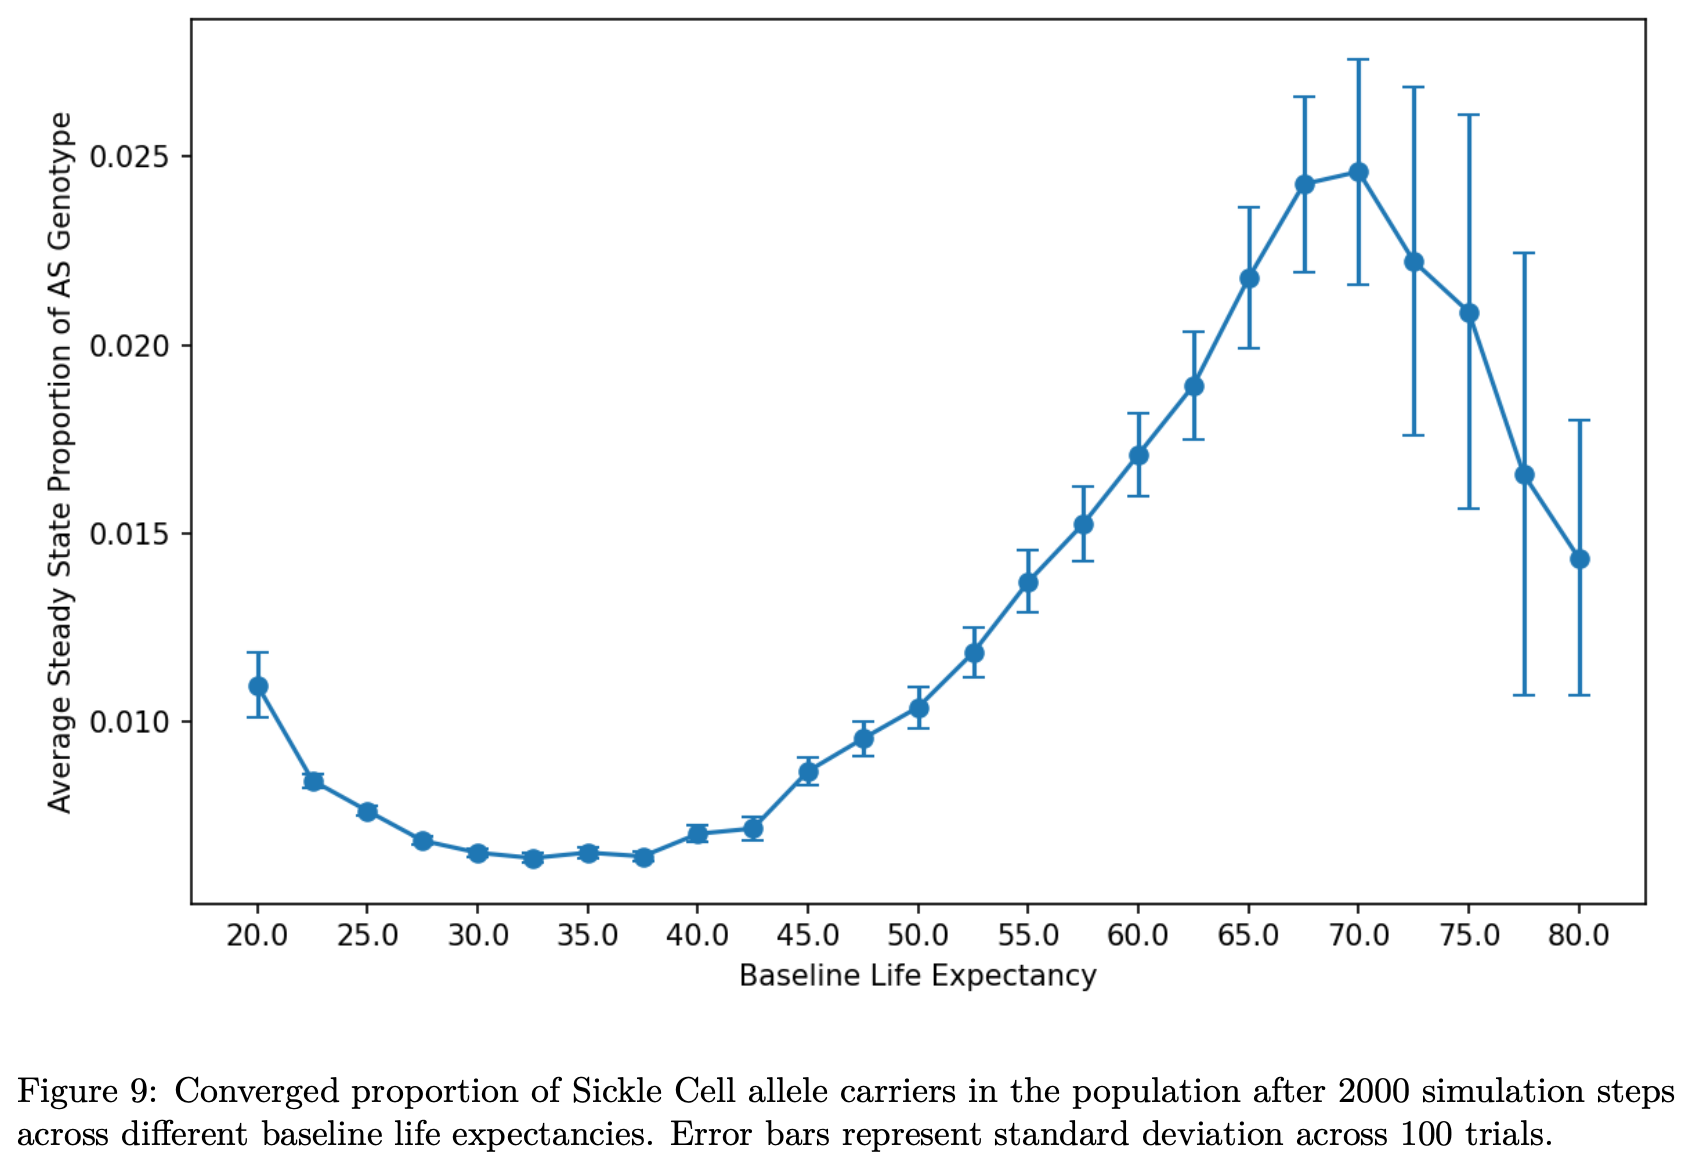 Average Steady State Proportion of AS Genotype
0.025
0.020
0.015
0.010
20.0 25.0 30.0 35.0 40.0 45.0 50.0 55.0 60.0 65.0 70.0 75.0 80.0
Baseline Life Expectancy
Figure 9: Converged proportion of Sickle Cell allele carriers in the population after 2000 simulation steps
across different baseline life expectancies. Error bars represent standard deviation across 100 trials.